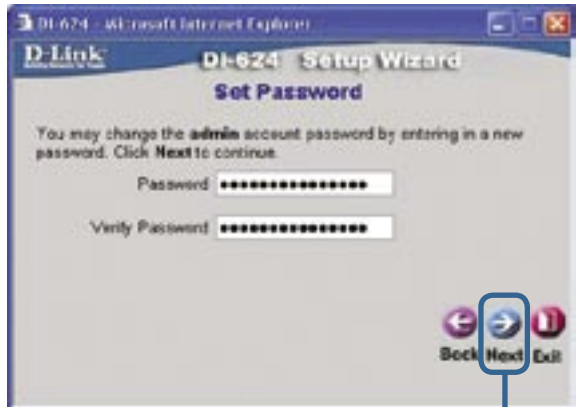 DI-624 - Microsoft Internet Explorer
D-Link
DI-624 Setup Wizard
Set Password
You may change the admin account password by entering in a new
password. Click Next to continue.
Password ●●●●●●●●●●●●●●●●
Verify Password ●●●●●●●●●●●●●●●●
Back Next Exit